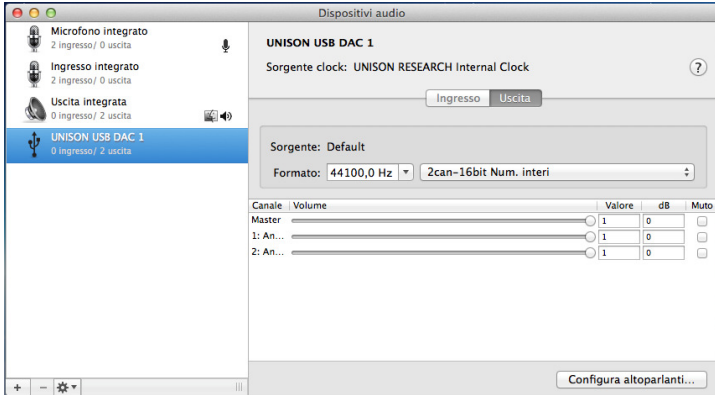 Dispositivi audio
Microfono integrato
2 ingresso/ 0 uscita
Ingresso integrato
2 ingresso/ 0 uscita
Uscita integrata
0 ingresso/ 2 uscita
UNISON USB DAC 1
0 ingresso/ 2 uscita
+ −
UNISON USB DAC 1
Sorgente clock: UNISON RESEARCH Internal Clock
?
Ingresso Uscita
Sorgente: Default
Formato: 44100,0 Hz 2can-16bit Num. interi
Canale Volume Valore dB Muto
Master 1 0
1: An... 1 0
2: An... 1 0
Configura altoparlanti...